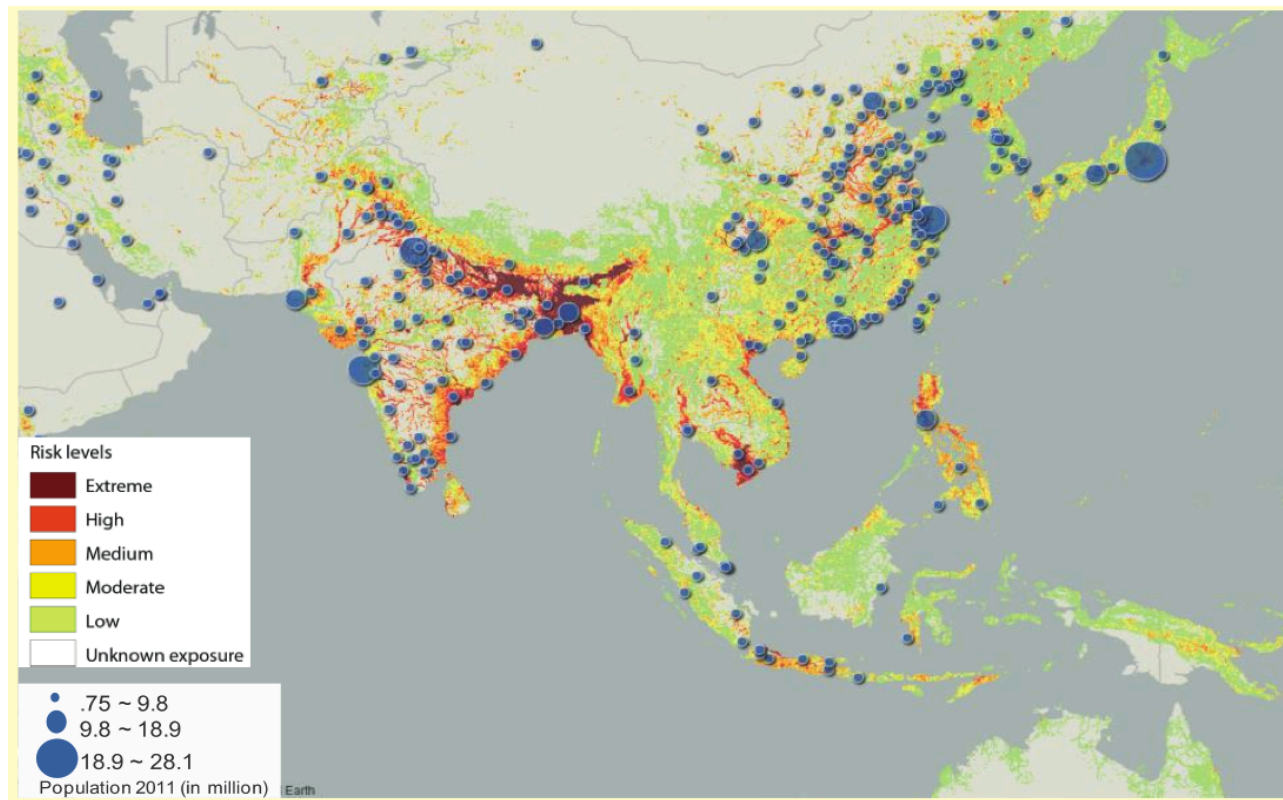 Risk levels
Extreme
High
Medium
Moderate
Low
Unknown exposure
.75 ~ 9.8
9.8 ~ 18.9
18.9 ~ 28.1
Population 2011 (in million)
Earth